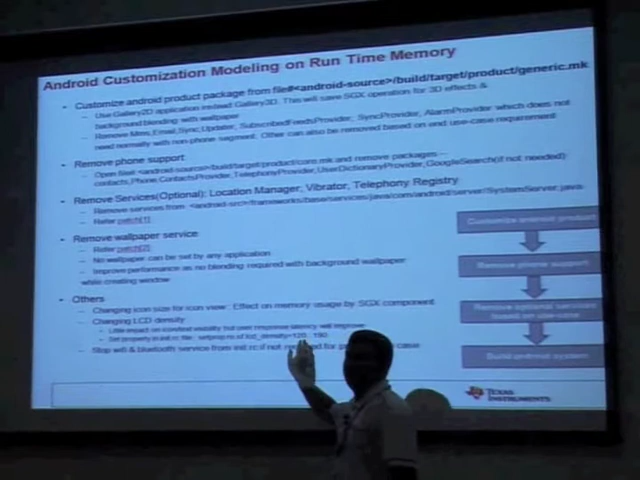 Android Customization Modeling on Run Time Memory
Customize android product package from file#<android-source>/build/target/product/generic.mk
Use Gallery2D application instead Gallery3D. This will save SGX operation for 3D effects &
background blending with wallpaper
Remove Mms, Email, Sync, Updater, SubscribedFeedsProvider, SyncProvider, AlarmProvider which does not
need normally with non-phone segment. Other can also be removed based on end use-case requirement
Remove phone support
Open file: <android-source>/build/target/product/core.mk and remove packages
contacts, Phone, ContactsProvider, TelephonyProvider, UserDictionaryProvider, GoogleSearch(if not needed)
Remove Services(Optional): Location Manager, Vibrator, Telephony Registry
Remove services from <android-src>/frameworks/base/services/java/com/android/server/SystemServer.java
Refer patch[1]
Remove wallpaper service
Refer patch[2]
No wallpaper can be set by any application
Improve performance as no blending required with background wallpaper
while creating window
Others
Changing icon size for icon view: Effect on memory usage by SGX component
Changing LCD density
Little impact on icon/text visibility but user response latency will improve
Set property in init.rc file: setprop ro.sf.lcd_density=120,
Stop wifi & bluetooth service from init.rc if not case
Customize android product
Remove phone support
Remove
based on use-case
Build android system
TEXAS
INSTRUMENTS